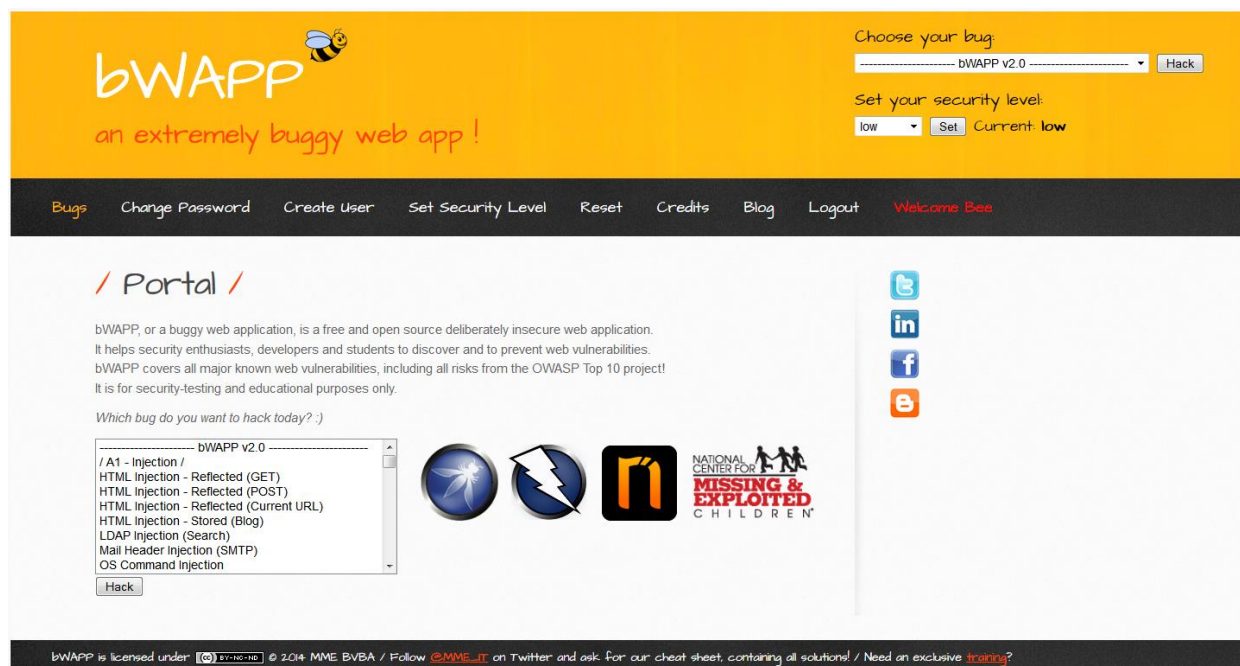 bWAPP
an extremely buggy web app !
Choose your bug:
---------------------- bWAPP v2.0 ----------------------- Hack
Set your security level:
low Set Current: low
Bugs Change Password Create User Set Security Level Reset Credits Blog Logout Welcome Bee
/ Portal /
bWAPP, or a buggy web application, is a free and open source deliberately insecure web application.
It helps security enthusiasts, developers and students to discover and to prevent web vulnerabilities.
bWAPP covers all major known web vulnerabilities, including all risks from the OWASP Top 10 project!
It is for security-testing and educational purposes only.
Which bug do you want to hack today? :)
---------------------- bWAPP v2.0 -----------------------
/ A1 - Injection /
HTML Injection - Reflected (GET)
HTML Injection - Reflected (POST)
HTML Injection - Reflected (Current URL)
HTML Injection - Stored (Blog)
LDAP Injection (Search)
Mail Header Injection (SMTP)
OS Command Injection
Hack
NATIONAL
CENTER FOR
MISSING &
EXPLOITED
CHILDREN
in
f
bWAPP is licensed under (cc) BY-NC-ND © 2014 MME BVBA / Follow @MME_IT on Twitter and ask for our cheat sheet, containing all solutions! / Need an exclusive training?